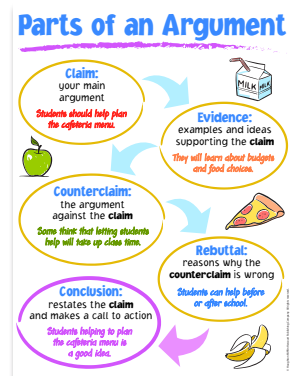 Parts of an Argument
Claim:
your main
argument
Students should help plan
the cafeteria menu.
MILK
MILK
Evidence:
examples and ideas
supporting the claim
They will learn about budgets
and food choices.
Counterclaim:
the argument
against the claim
Some think that letting students
help will take up class time.
Rebuttal:
reasons why the
counterclaim is wrong
Students can help before
or after school.
Conclusion:
restates the claim
and makes a call to action
Students helping to plan
the cafeteria menu is
a good idea.